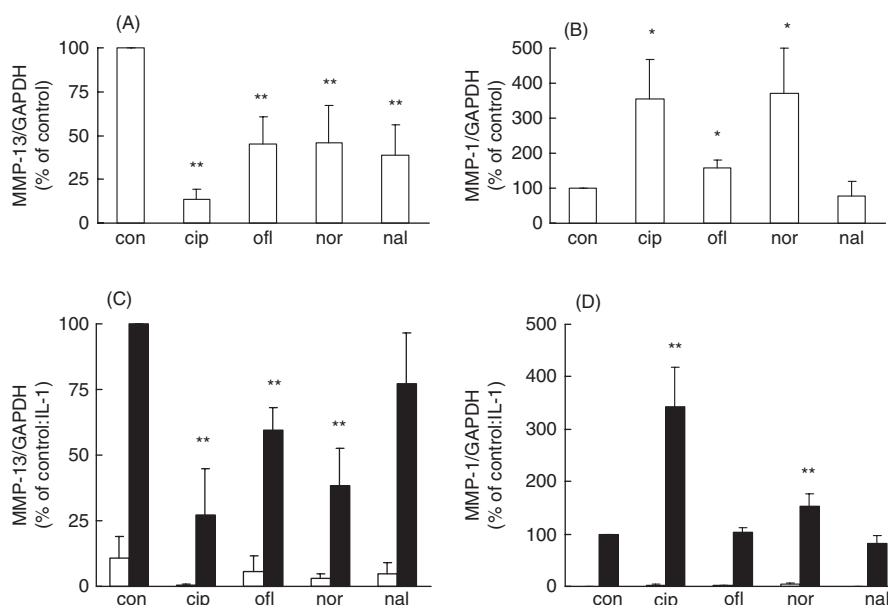 (A)
MMP-13/GAPDH
(% of control)
100
75
50
25
0
**
**
**
**
con cip ofl nor nal
(B)
MMP-1/GAPDH
(% of control)
500
400
300
200
100
0
*
*
*
con cip ofl nor nal
(C)
MMP-13/GAPDH
(% of control:IL-1)
100
75
50
25
0
**
**
**
con cip ofl nor nal
(D)
MMP-1/GAPDH
(% of control:IL-1)
500
400
300
200
100
0
**
**
con cip ofl nor nal